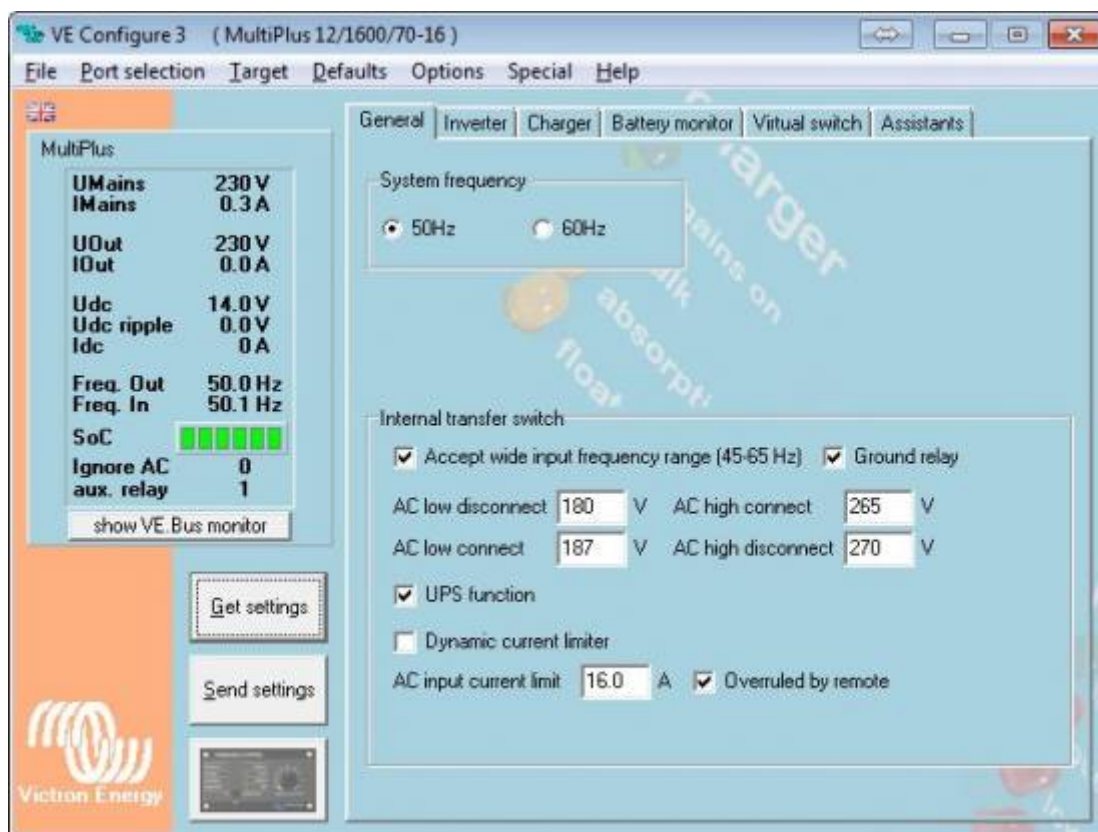 VE Configure 3 ( MultiPlus 12/1600/70-16 )
File Port selection Target Defaults Options Special Help
MultiPlus
UMains 230 V
IMains 0.3 A
UOut 230 V
IOut 0.0 A
Udc 14.0 V
Udc ripple 0.0 V
Idc 0 A
Freq. Out 50.0 Hz
Freq. In 50.1 Hz
SoC
Ignore AC 0
aux. relay 1
show VE.Bus monitor
Get settings
Send settings
Victron Energy
General Inverter Charger Battery monitor Virtual switch Assistants
System frequency
50Hz 60Hz
Internal transfer switch
Accept wide input frequency range (45-65 Hz) Ground relay
AC low disconnect 180 V AC high connect 265 V
AC low connect 187 V AC high disconnect 270 V
UPS function
Dynamic current limiter
AC input current limit 16.0 A Overruled by remote
mains on
absorpti
float